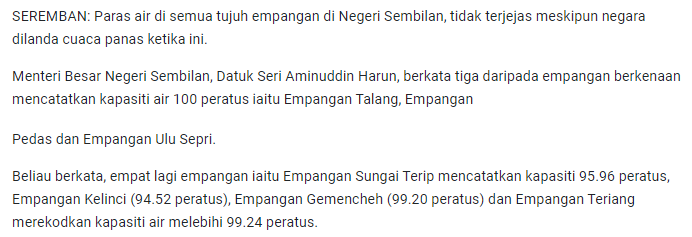 SEREMBAN: Paras air di semua tujuh empangan di Negeri Sembilan, tidak terjejas meskipun negara
dilanda cuaca panas ketika ini.
Menteri Besar Negeri Sembilan, Datuk Seri Aminuddin Harun, berkata tiga daripada empangan berkenaan
mencatatkan kapasiti air 100 peratus iaitu Empangan Talang, Empangan
Pedas dan Empangan Ulu Sepri.
Beliau berkata, empat lagi empangan iaitu Empangan Sungai Terip mencatatkan kapasiti 95.96 peratus,
Empangan Kelinci (94.52 peratus), Empangan Gemencheh (99.20 peratus) dan Empangan Teriang
merekodkan kapasiti air melebihi 99.24 peratus.